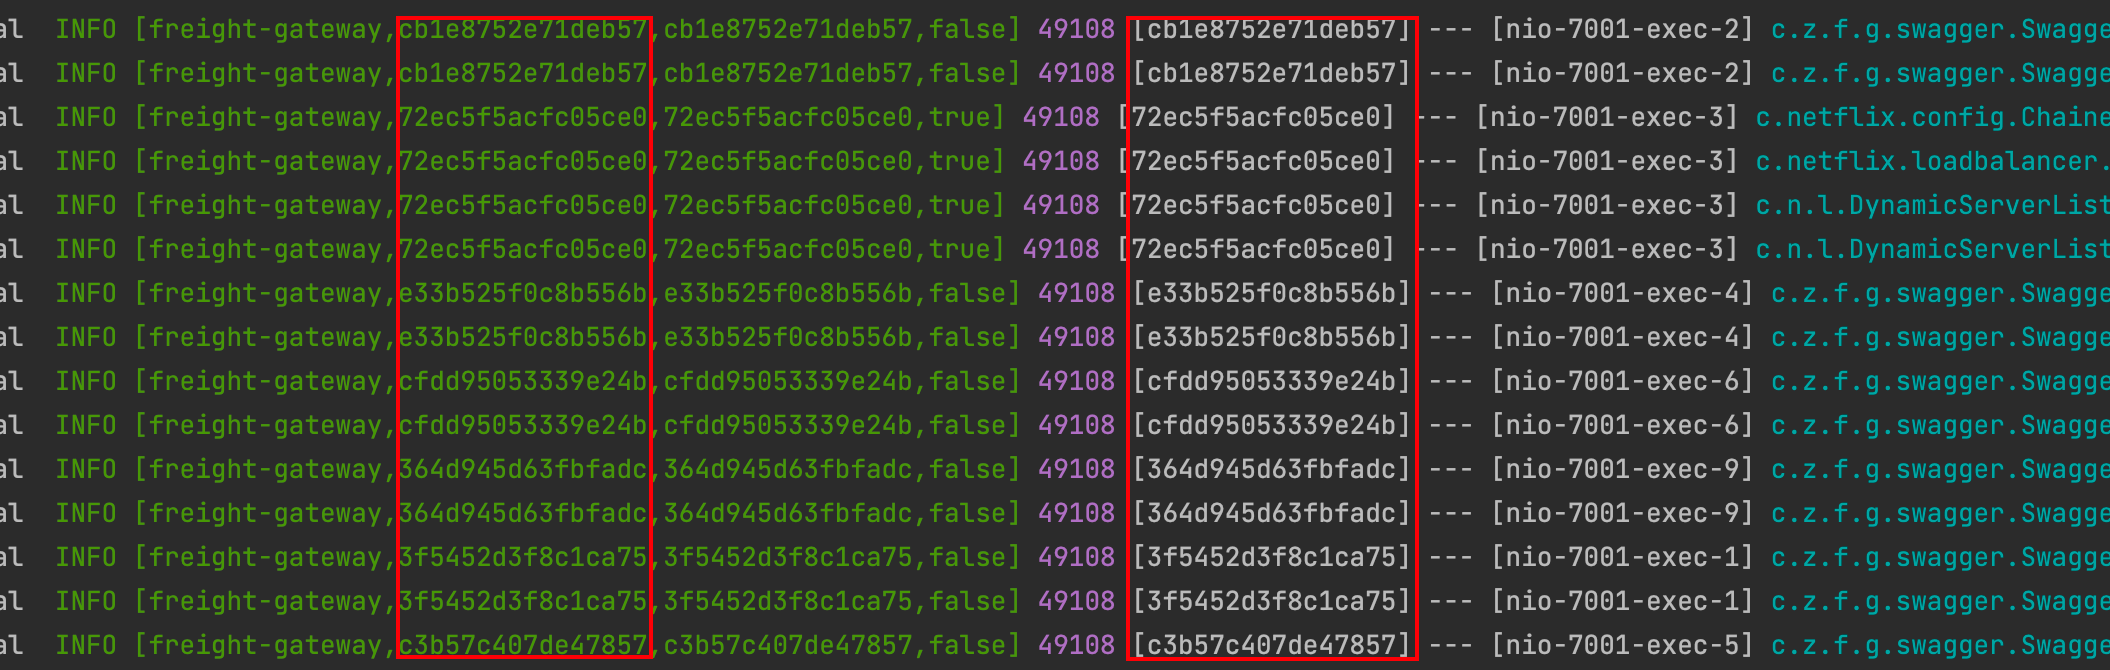 al INFO [freight-gateway,cb1e8752e71deb57,cb1e8752e71deb57,false] 49108 [cb1e8752e71deb57] --- [nio-7001-exec-2] c.z.f.g.swagger.Swagge
al INFO [freight-gateway,cb1e8752e71deb57,cb1e8752e71deb57,false] 49108 [cb1e8752e71deb57] --- [nio-7001-exec-2] c.z.f.g.swagger.Swagge
al INFO [freight-gateway,72ec5f5acfc05ce0,72ec5f5acfc05ce0,true] 49108 [72ec5f5acfc05ce0] --- [nio-7001-exec-3] c.netflix.config.Chaine
al INFO [freight-gateway,72ec5f5acfc05ce0,72ec5f5acfc05ce0,true] 49108 [72ec5f5acfc05ce0] --- [nio-7001-exec-3] c.netflix.loadbalancer.
al INFO [freight-gateway,72ec5f5acfc05ce0,72ec5f5acfc05ce0,true] 49108 [72ec5f5acfc05ce0] --- [nio-7001-exec-3] c.n.l.DynamicServerList
al INFO [freight-gateway,72ec5f5acfc05ce0,72ec5f5acfc05ce0,true] 49108 [72ec5f5acfc05ce0] --- [nio-7001-exec-3] c.n.l.DynamicServerList
al INFO [freight-gateway,e33b525f0c8b556b,e33b525f0c8b556b,false] 49108 [e33b525f0c8b556b] --- [nio-7001-exec-4] c.z.f.g.swagger.Swagge
al INFO [freight-gateway,e33b525f0c8b556b,e33b525f0c8b556b,false] 49108 [e33b525f0c8b556b] --- [nio-7001-exec-4] c.z.f.g.swagger.Swagge
al INFO [freight-gateway,cfdd95053339e24b,cfdd95053339e24b,false] 49108 [cfdd95053339e24b] --- [nio-7001-exec-6] c.z.f.g.swagger.Swagge
al INFO [freight-gateway,cfdd95053339e24b,cfdd95053339e24b,false] 49108 [cfdd95053339e24b] --- [nio-7001-exec-6] c.z.f.g.swagger.Swagge
al INFO [freight-gateway,364d945d63fbfadc,364d945d63fbfadc,false] 49108 [364d945d63fbfadc] --- [nio-7001-exec-9] c.z.f.g.swagger.Swagge
al INFO [freight-gateway,364d945d63fbfadc,364d945d63fbfadc,false] 49108 [364d945d63fbfadc] --- [nio-7001-exec-9] c.z.f.g.swagger.Swagge
al INFO [freight-gateway,3f5452d3f8c1ca75,3f5452d3f8c1ca75,false] 49108 [3f5452d3f8c1ca75] --- [nio-7001-exec-1] c.z.f.g.swagger.Swagge
al INFO [freight-gateway,3f5452d3f8c1ca75,3f5452d3f8c1ca75,false] 49108 [3f5452d3f8c1ca75] --- [nio-7001-exec-1] c.z.f.g.swagger.Swagge
al INFO [freight-gateway,c3b57c407de47857,c3b57c407de47857,false] 49108 [c3b57c407de47857] --- [nio-7001-exec-5] c.z.f.g.swagger.Swagge